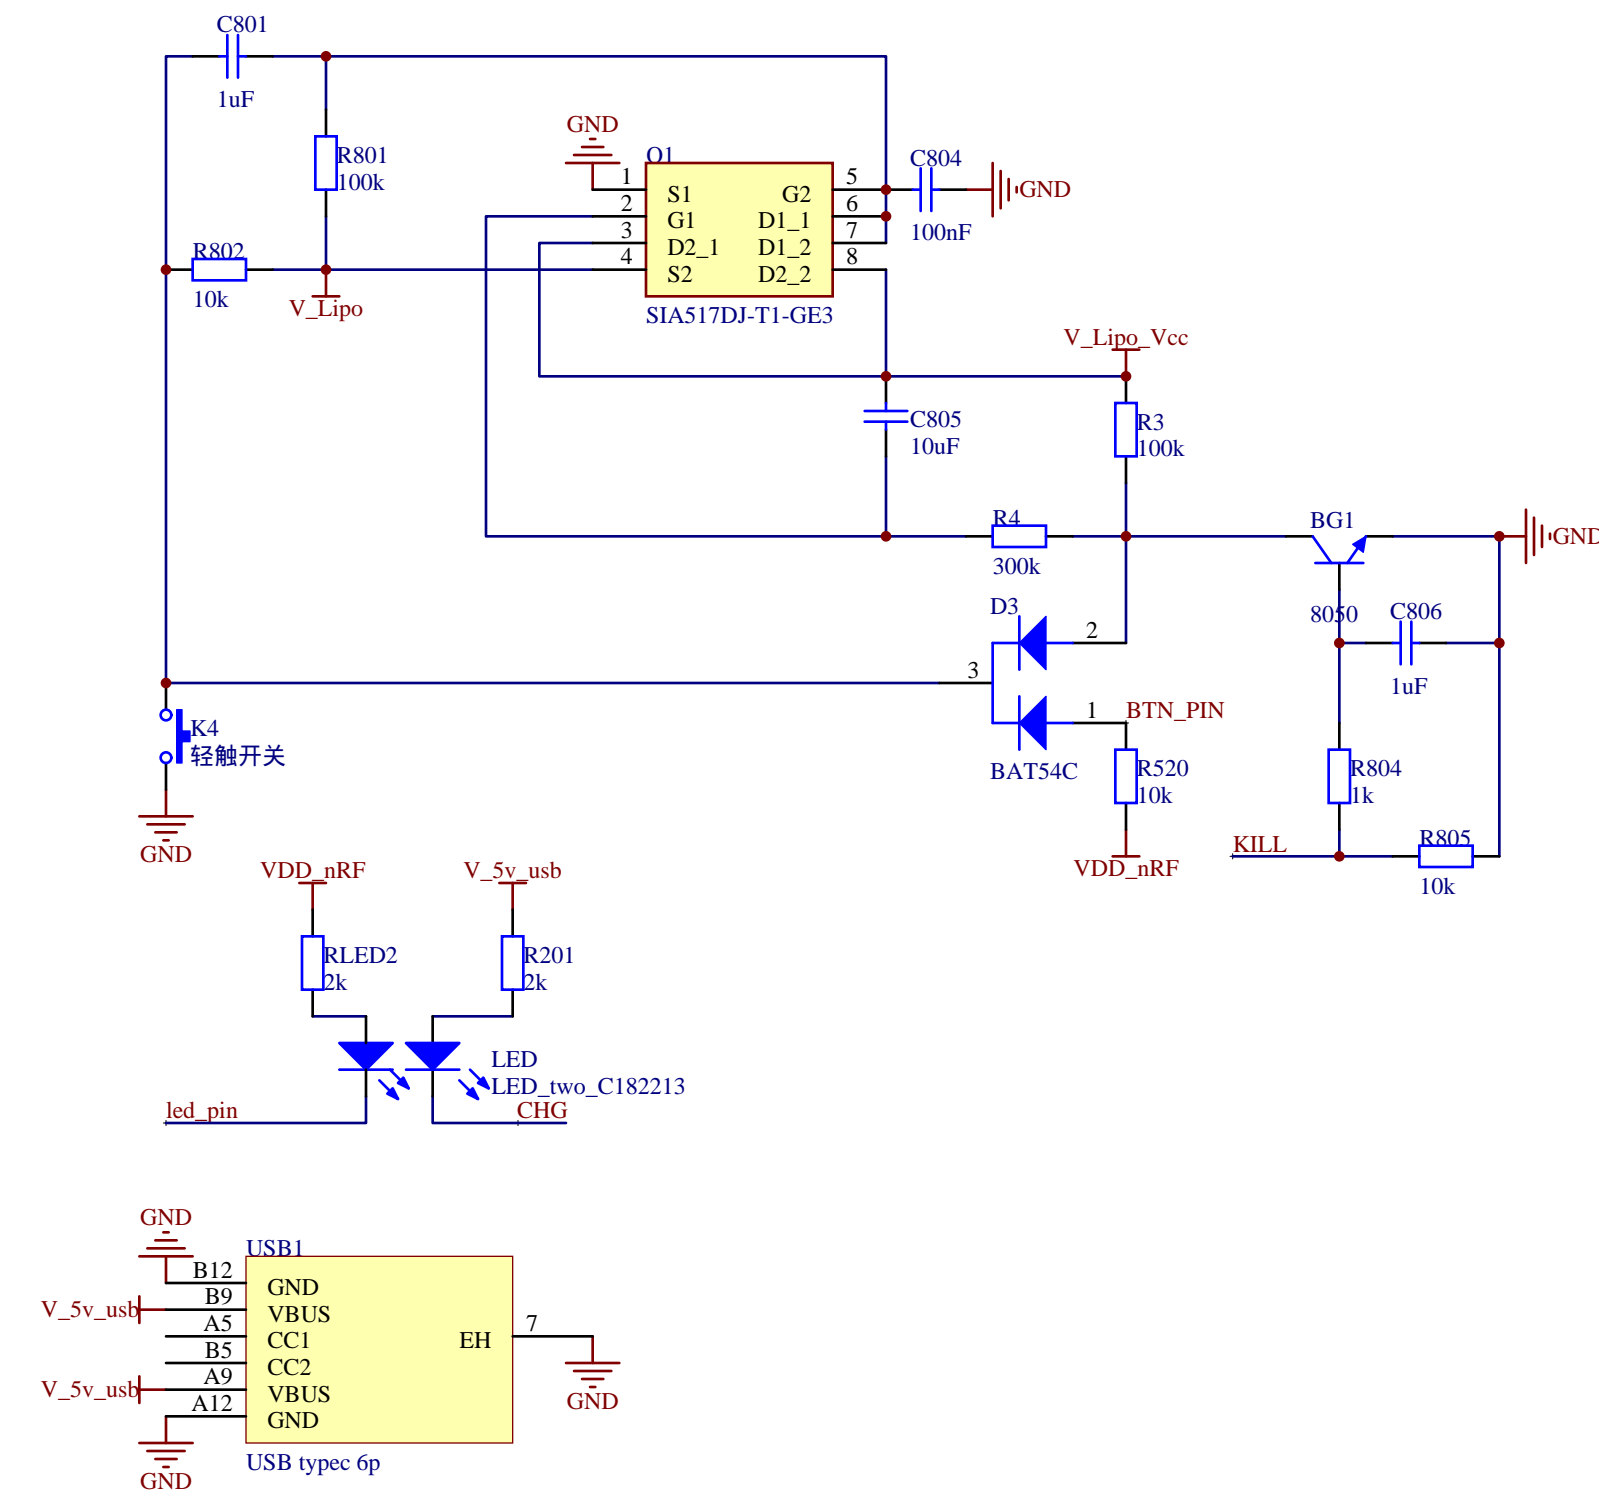 C801
1uF
R801
100k
R802
10k
V_Lipo
GND
Q1
1
2
3
4
S1
G1
D2_1
S2
G2
D1_1
D1_2
D2_2
5
6
7
8
SIA517DJ-T1-GE3
C804
100nF
GND
V_Lipo_Vcc
C805
10uF
R3
100k
R4
300k
BG1
8050
GND
C806
1uF
D3
2
3
1
BTN_PIN
BAT54C
R520
10k
VDD_nRF
R804
1k
KILL
R805
10k
K4
轻触开关
GND
VDD_nRF
V_5v_usb
RLED2
2k
R201
2k
LED
LED_two_C182213
led_pin
CHG
GND
USB1
B12
GND
V_5v_usb
B9
VBUS
A5
CC1
B5
CC2
V_5v_usb
A9
VBUS
A12
GND
EH
7
GND
GND
USB typec 6p